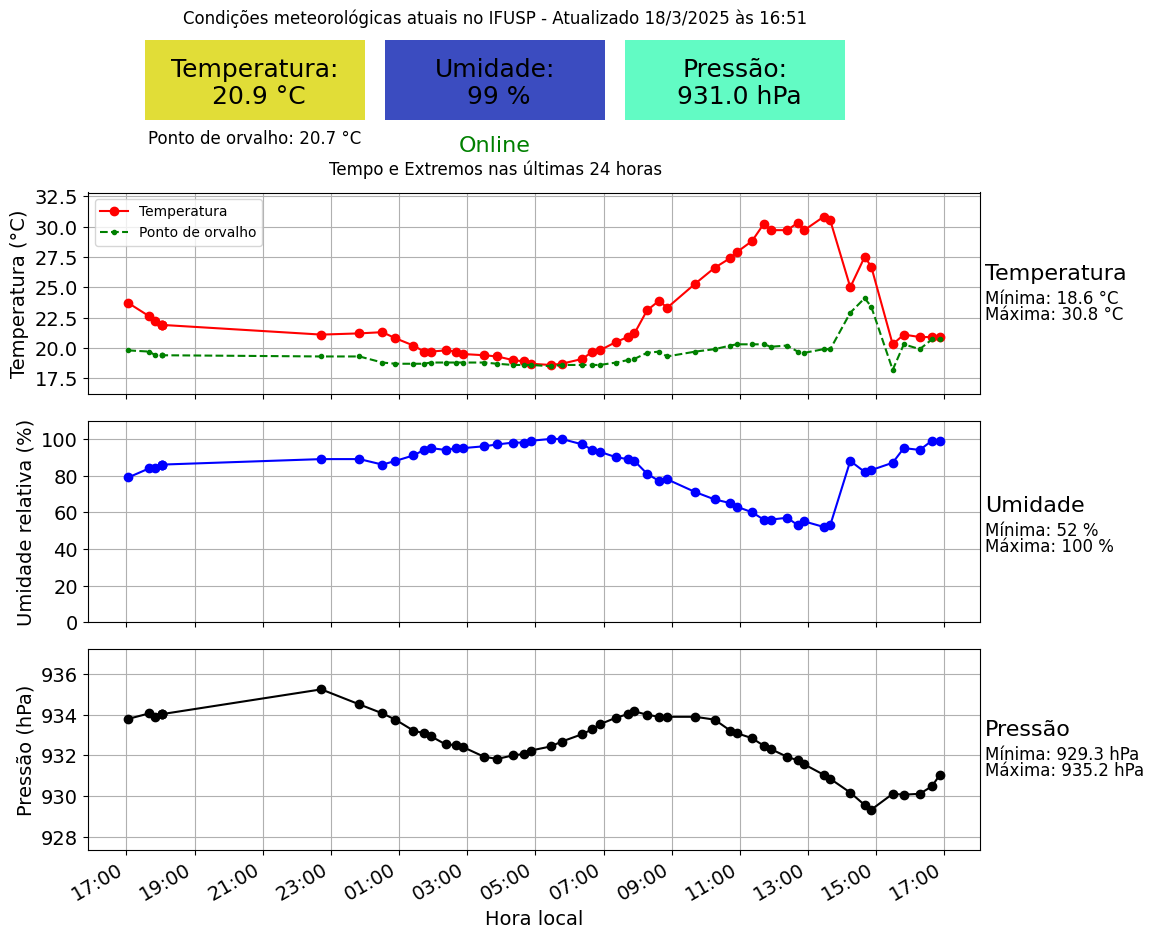 Condições meteorológicas atuais no IFUSP - Atualizado 18/3/2025 às 16:51
Temperatura:
20.9 °C
Umidade:
99 %
Pressão:
931.0 hPa
Ponto de orvalho: 20.7 °C
Online
Tempo e Extremos nas últimas 24 horas
Temperatura (°C)
32.5
30.0
27.5
25.0
22.5
20.0
17.5
Temperatura
Ponto de orvalho
Temperatura
Mínima: 18.6 °C
Máxima: 30.8 °C
Umidade relativa (%)
100
80
60
40
20
0
Umidade
Mínima: 52 %
Máxima: 100 %
Pressão (hPa)
936
934
932
930
928
Pressão
Mínima: 929.3 hPa
Máxima: 935.2 hPa
17:00 19:00 21:00 23:00 01:00 03:00 05:00 07:00 09:00 11:00 13:00 15:00 17:00
Hora local